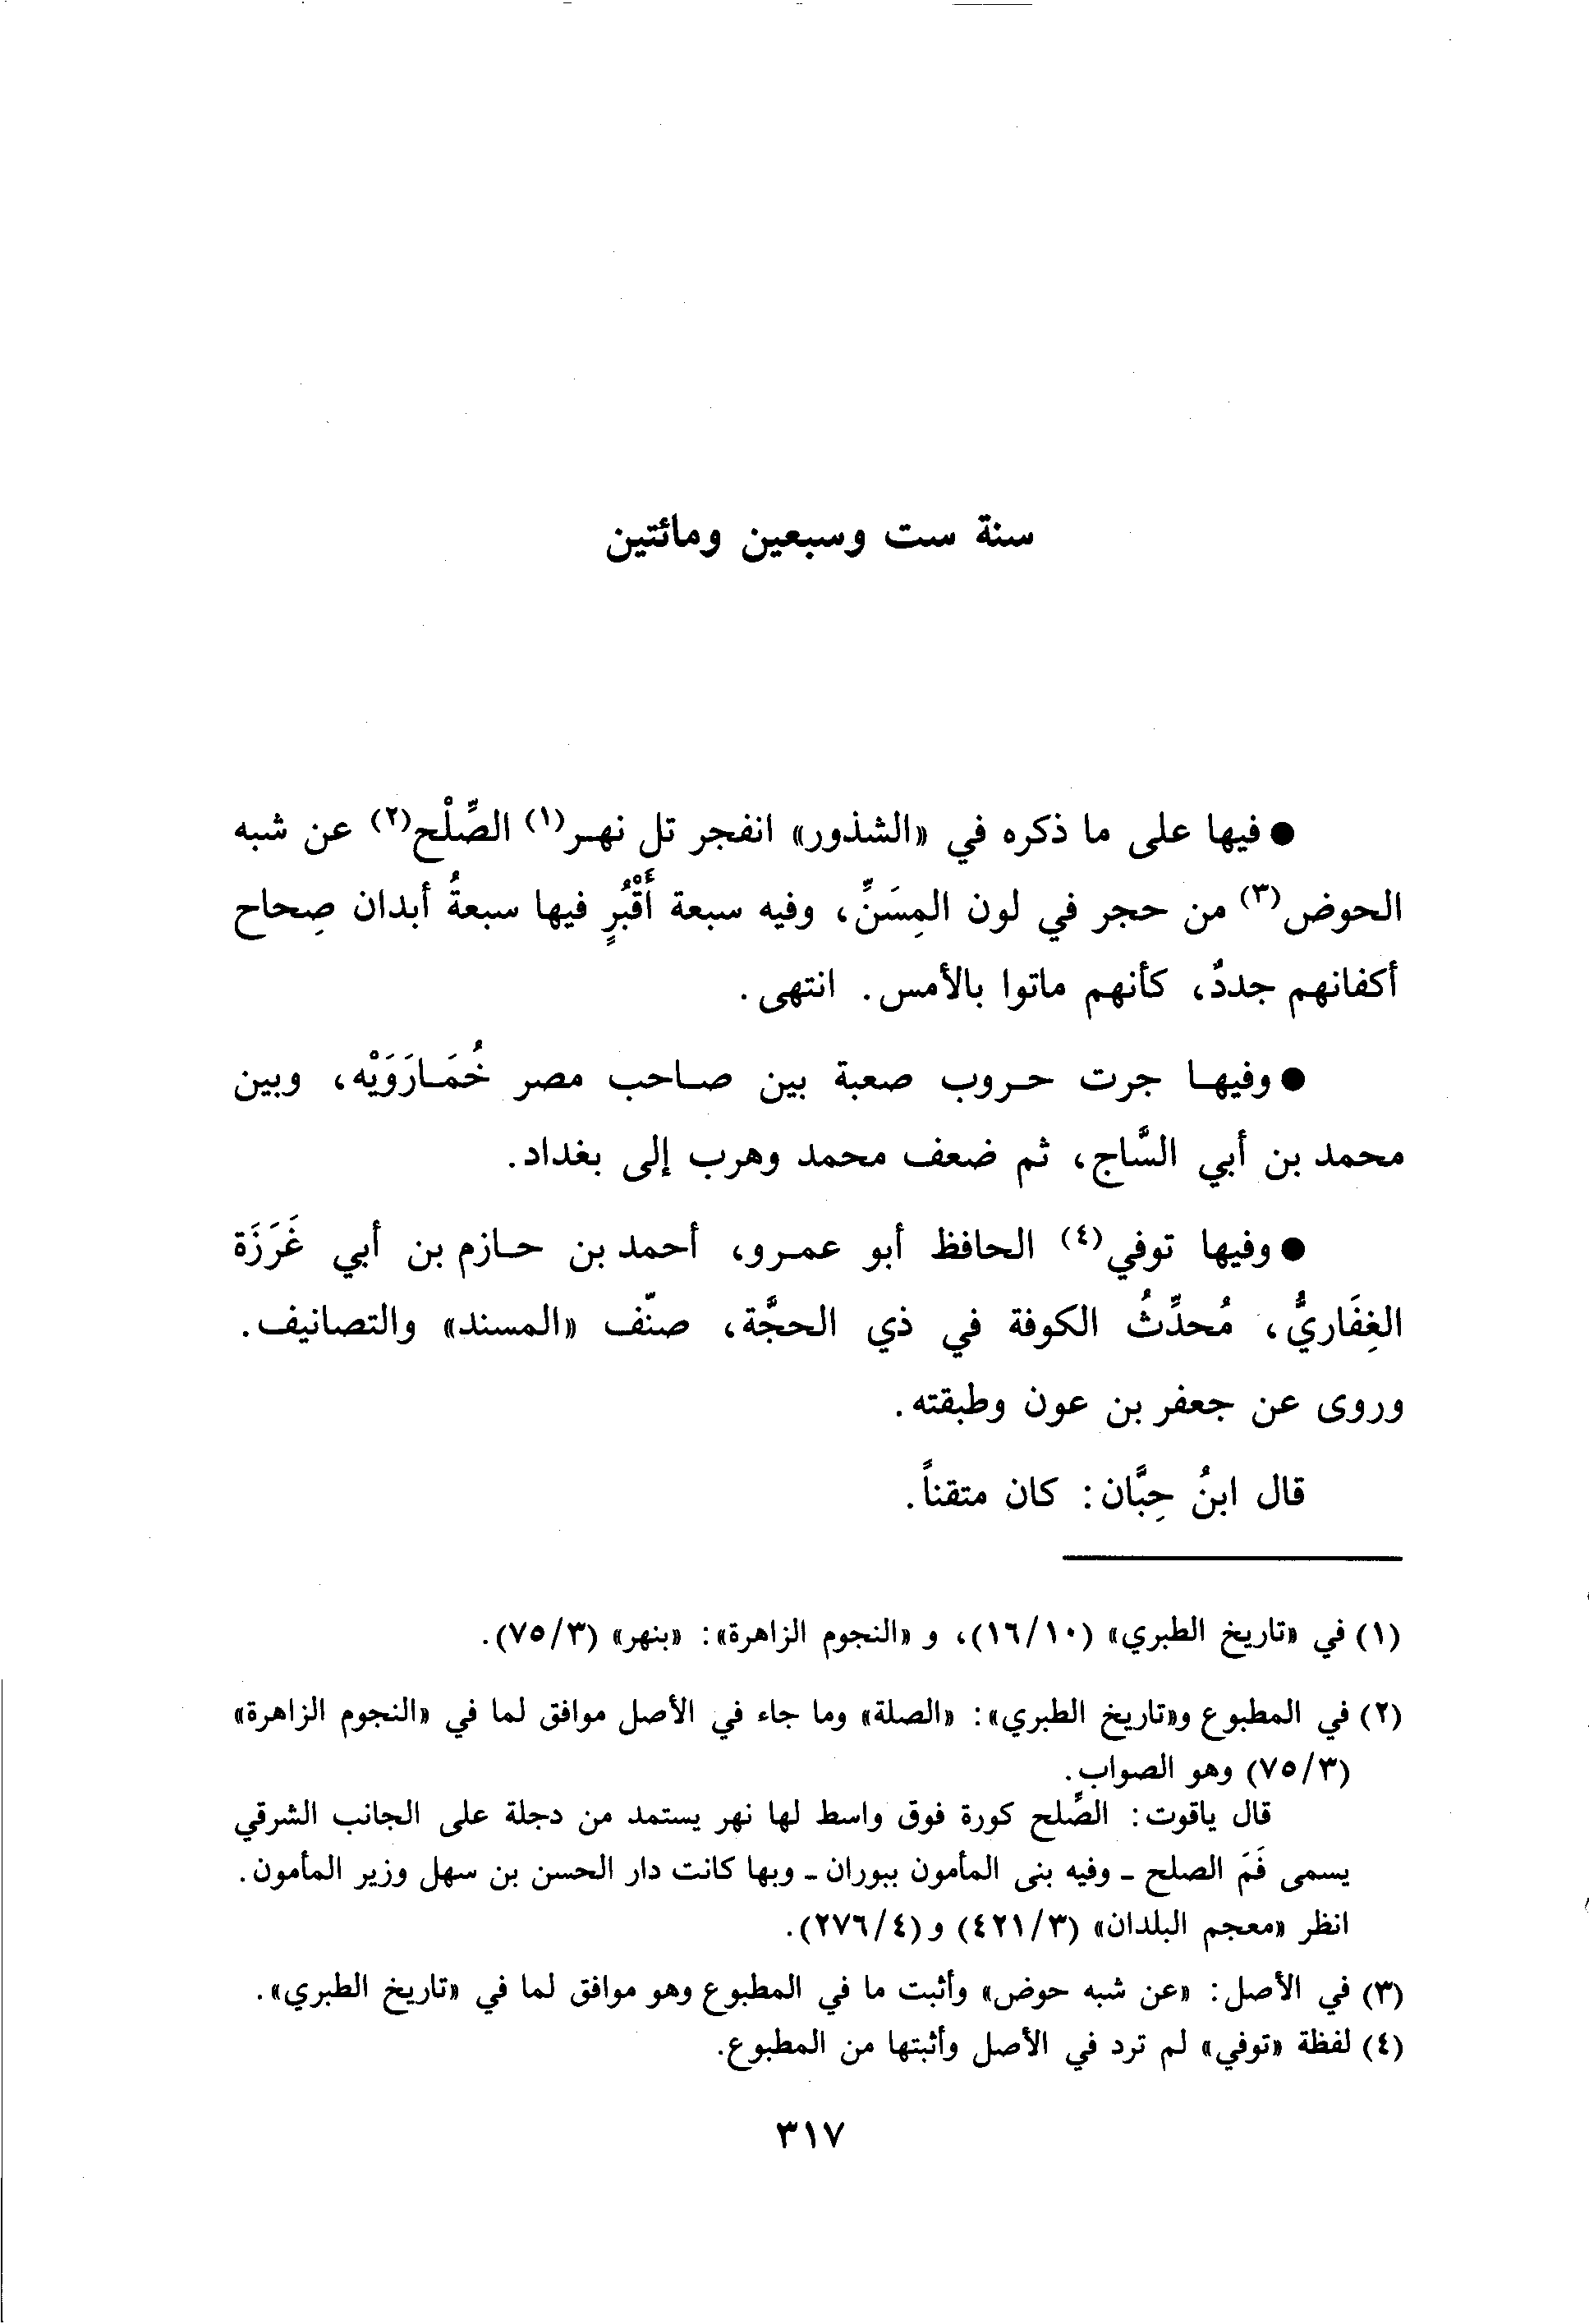 سنة ست وسبعين ومائتين
● فيها على ما ذكره في «الشذور» انفجر تل نهر(١) الصِّلْح(٢) عن شبه
الحوض(٣) من حجر في لون المِسَنِّ، وفيه سبعة أَقْبُرٍ فيها سبعةُ أبدان صِحاح
أكفانهم جددٌ، كأنهم ماتوا بالأمس. انتهى.
● وفيها جرت حروب صعبة بين صاحب مصر خُمَارَوَيْه، وبين
محمد بن أبي السَّاج، ثم ضعف محمد وهرب إلى بغداد.
● وفيها توفي(٤) الحافظ أبو عمرو، أحمد بن حازم بن أبي غَرَزَة
الغِفَاريُّ، مُحدِّثُ الكوفة في ذي الحجَّة، صنّف «المسند» والتصانيف.
وروى عن جعفر بن عون وطبقته.
قال ابنُ حِبَّان: كان متقناً.
(١) في «تاريخ الطبري» (١٦/١٠)، و «النجوم الزاهرة»: «بنهر» (٧٥/٣).
(٢) في المطبوع و«تاريخ الطبري»: «الصلة» وما جاء في الأصل موافق لما في «النجوم الزاهرة»
(٧٥/٣) وهو الصواب.
قال ياقوت: الصِّلح كورة فوق واسط لها نهر يستمد من دجلة على الجانب الشرقي
يسمى فَمَ الصلح - وفيه بنى المأمون ببوران - وبها كانت دار الحسن بن سهل وزير المأمون.
انظر «معجم البلدان» (٤٢١/٣) و (٢٧٦/٤).
(٣) في الأصل: «عن شبه حوض» وأثبت ما في المطبوع وهو موافق لما في «تاريخ الطبري».
(٤) لفظة «توفي» لم ترد في الأصل وأثبتها من المطبوع.
٣١٧